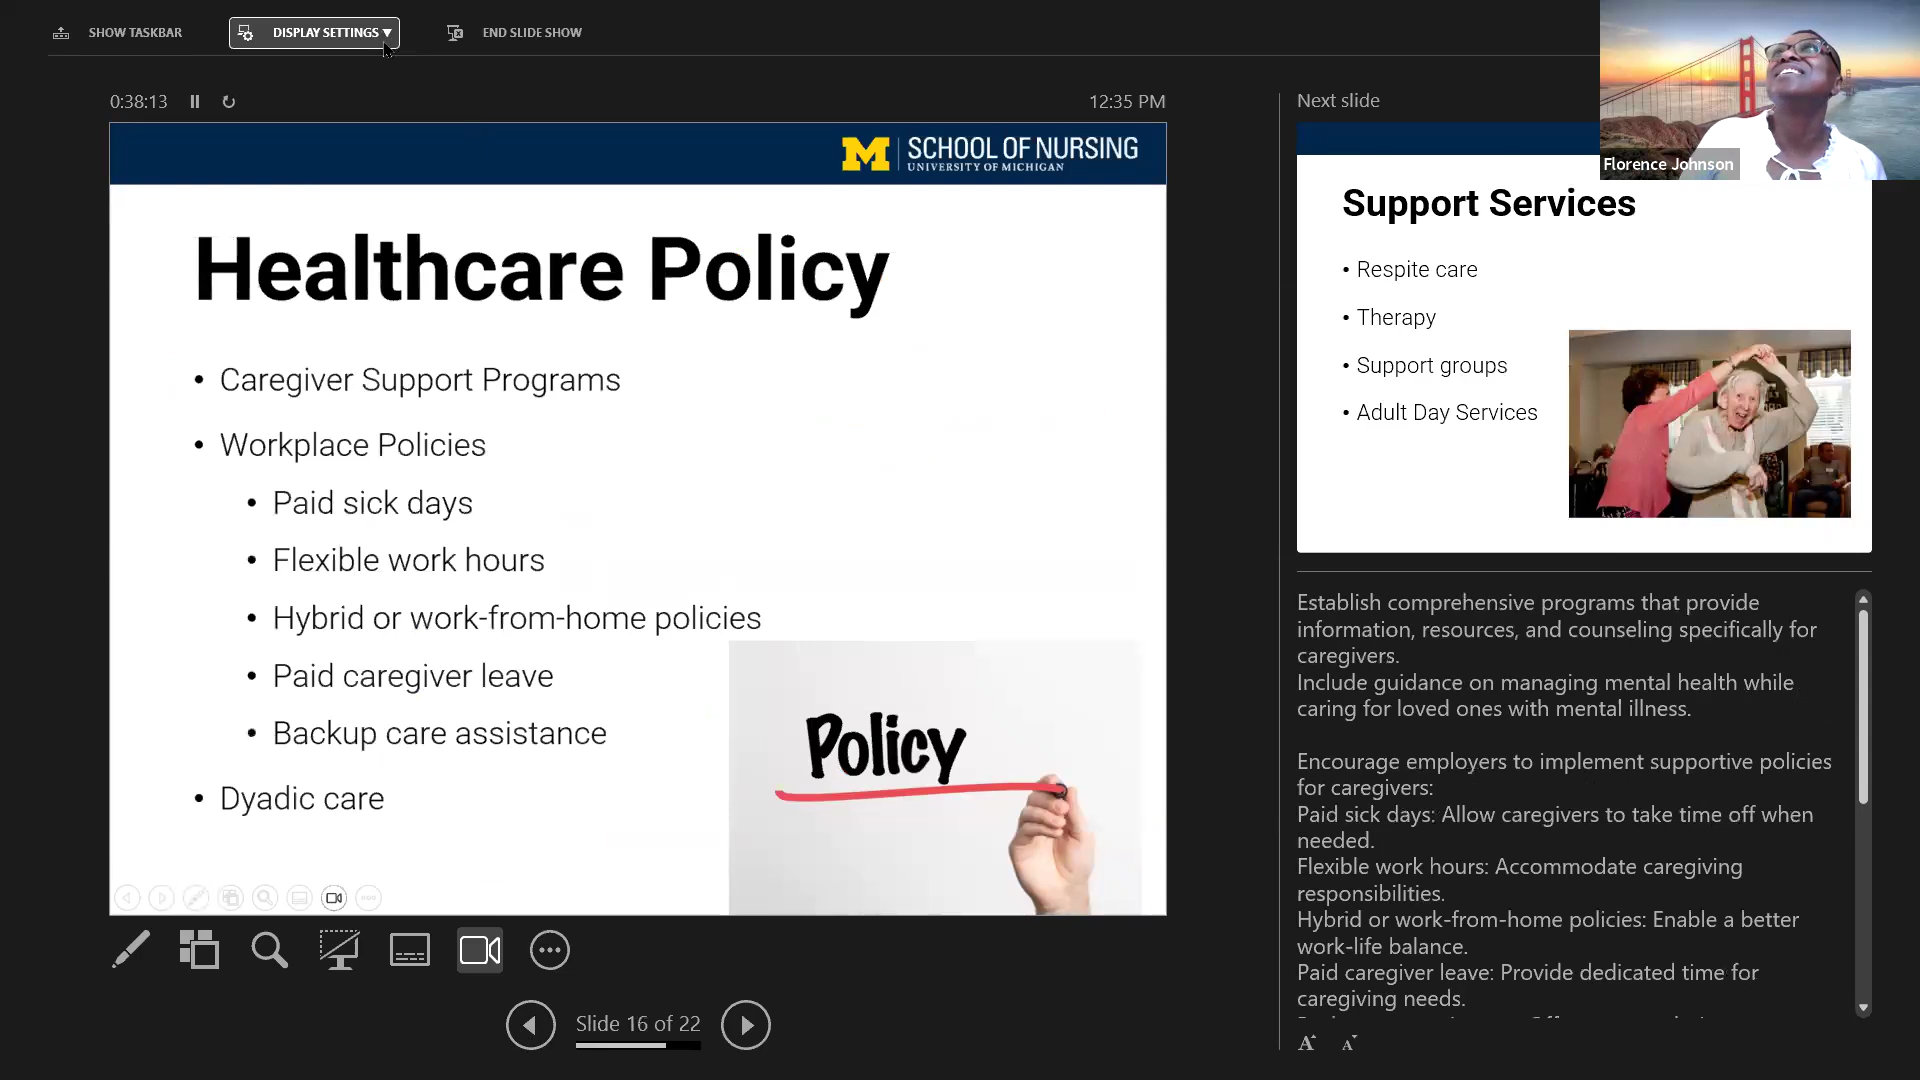 SHOW TASKBAR
DISPLAY SETTINGS ▾
END SLIDE SHOW
0:38:13
12:35 PM
M SCHOOL OF NURSING
UNIVERSITY OF MICHIGAN
Healthcare Policy
• Caregiver Support Programs
• Workplace Policies
• Paid sick days
• Flexible work hours
• Hybrid or work-from-home policies
• Paid caregiver leave
• Backup care assistance
• Dyadic care
Policy
Slide 16 of 22
Next slide
Florence Johnson
Support Services
• Respite care
• Therapy
• Support groups
• Adult Day Services
Establish comprehensive programs that provide
information, resources, and counseling specifically for
caregivers.
Include guidance on managing mental health while
caring for loved ones with mental illness.
Encourage employers to implement supportive policies
for caregivers:
Paid sick days: Allow caregivers to take time off when
needed.
Flexible work hours: Accommodate caregiving
responsibilities.
Hybrid or work-from-home policies: Enable a better
work-life balance.
Paid caregiver leave: Provide dedicated time for
caregiving needs.
A A